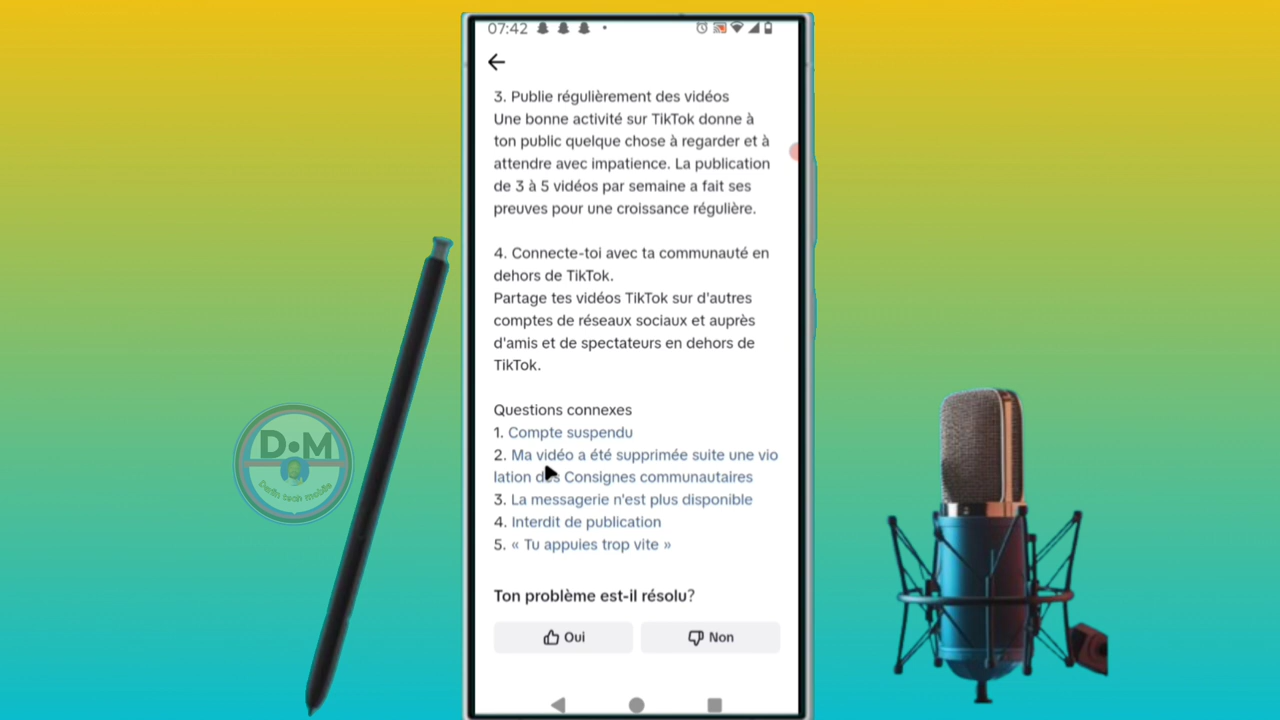 07:42
3. Publie régulièrement des vidéos
Une bonne activité sur TikTok donne à
ton public quelque chose à regarder et à
attendre avec impatience. La publication
de 3 à 5 vidéos par semaine a fait ses
preuves pour une croissance régulière.
4. Connecte-toi avec ta communauté en
dehors de TikTok.
Partage tes vidéos TikTok sur d'autres
comptes de réseaux sociaux et auprès
d'amis et de spectateurs en dehors de
TikTok.
Questions connexes
1. Compte suspendu
2. Ma vidéo a été supprimée suite une vio
lation des Consignes communautaires
3. La messagerie n'est plus disponible
4. Interdit de publication
5. « Tu appuies trop vite »
Ton problème est-il résolu?
Oui
Non
D•M
Derlin tech mobile